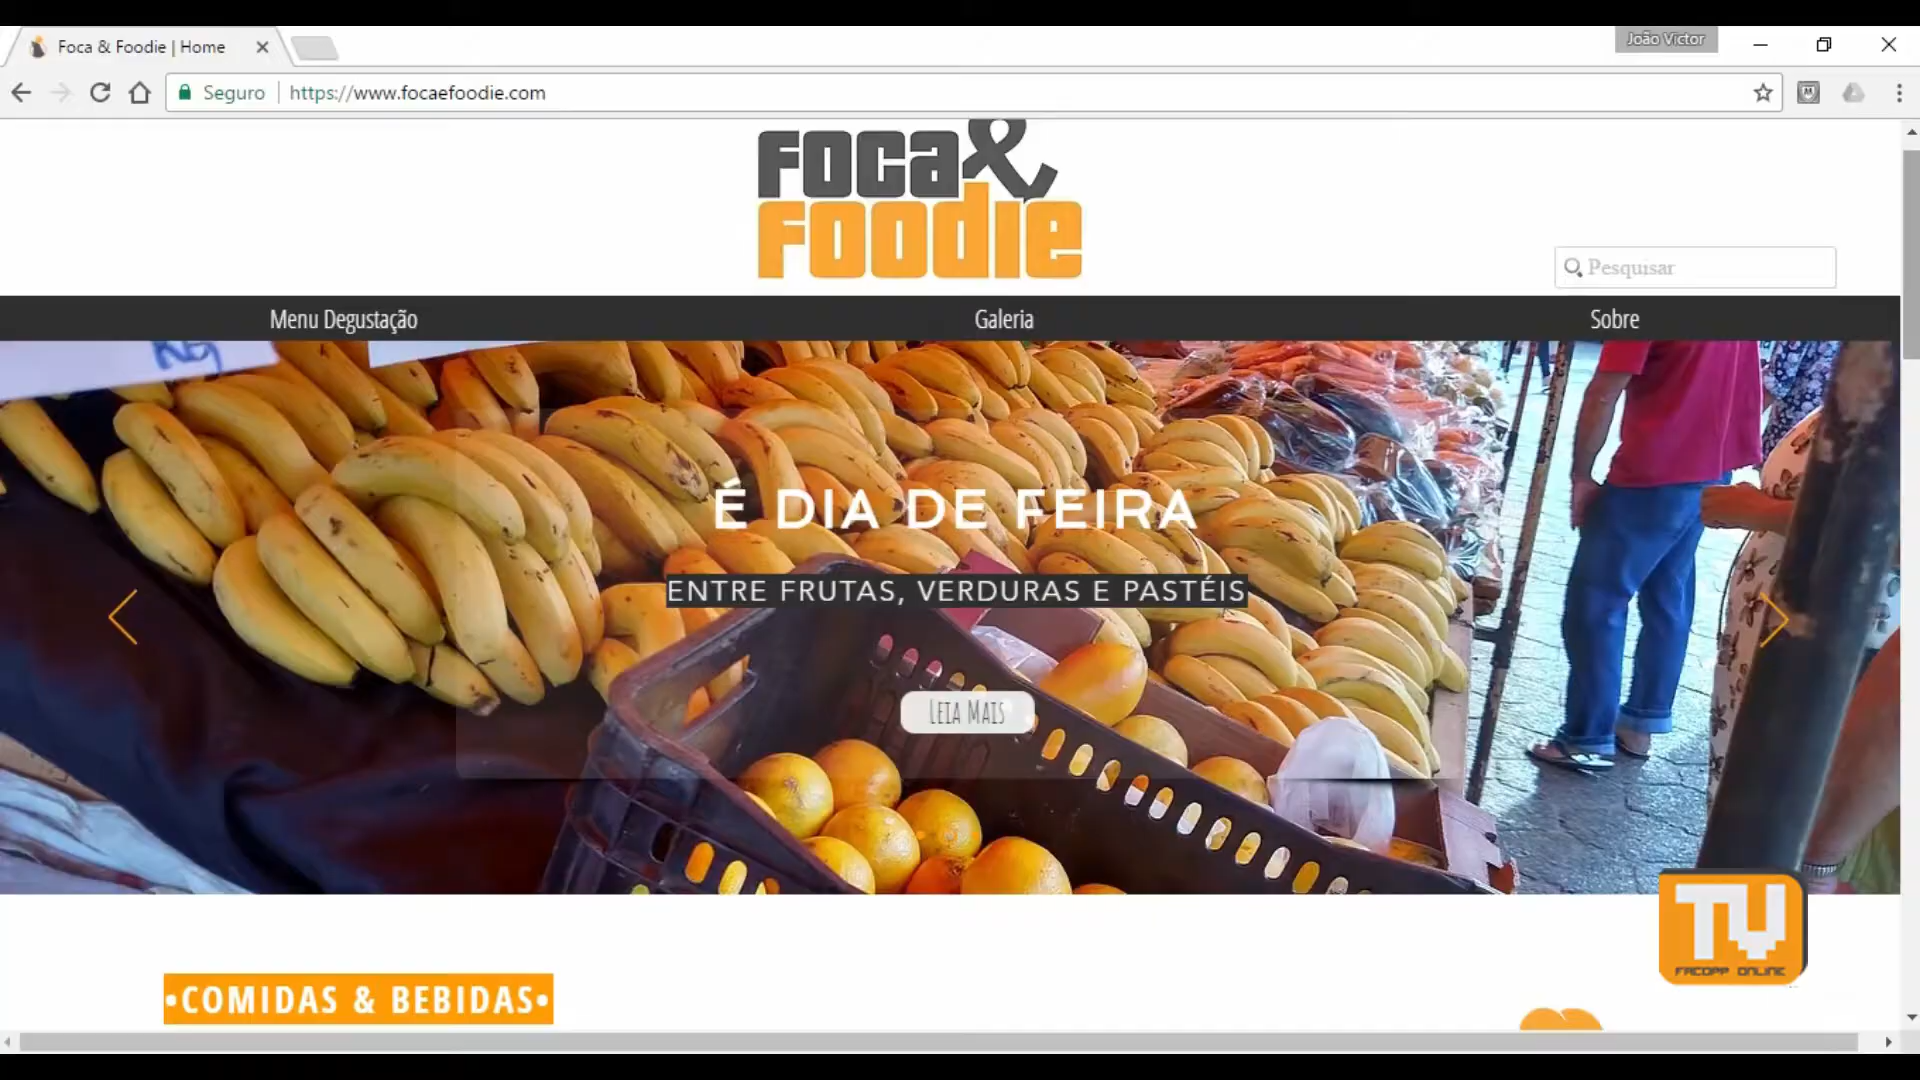 Foca & Foodie | Home
João Victor
Seguro
https://www.focaefoodie.com
Foca&
Foodie
Pesquisar
Menu Degustação
Galeria
Sobre
É DIA DE FEIRA
ENTRE FRUTAS, VERDURAS E PASTÉIS
Leia Mais
TV
FACOPP ONLINE
•COMIDAS & BEBIDAS•